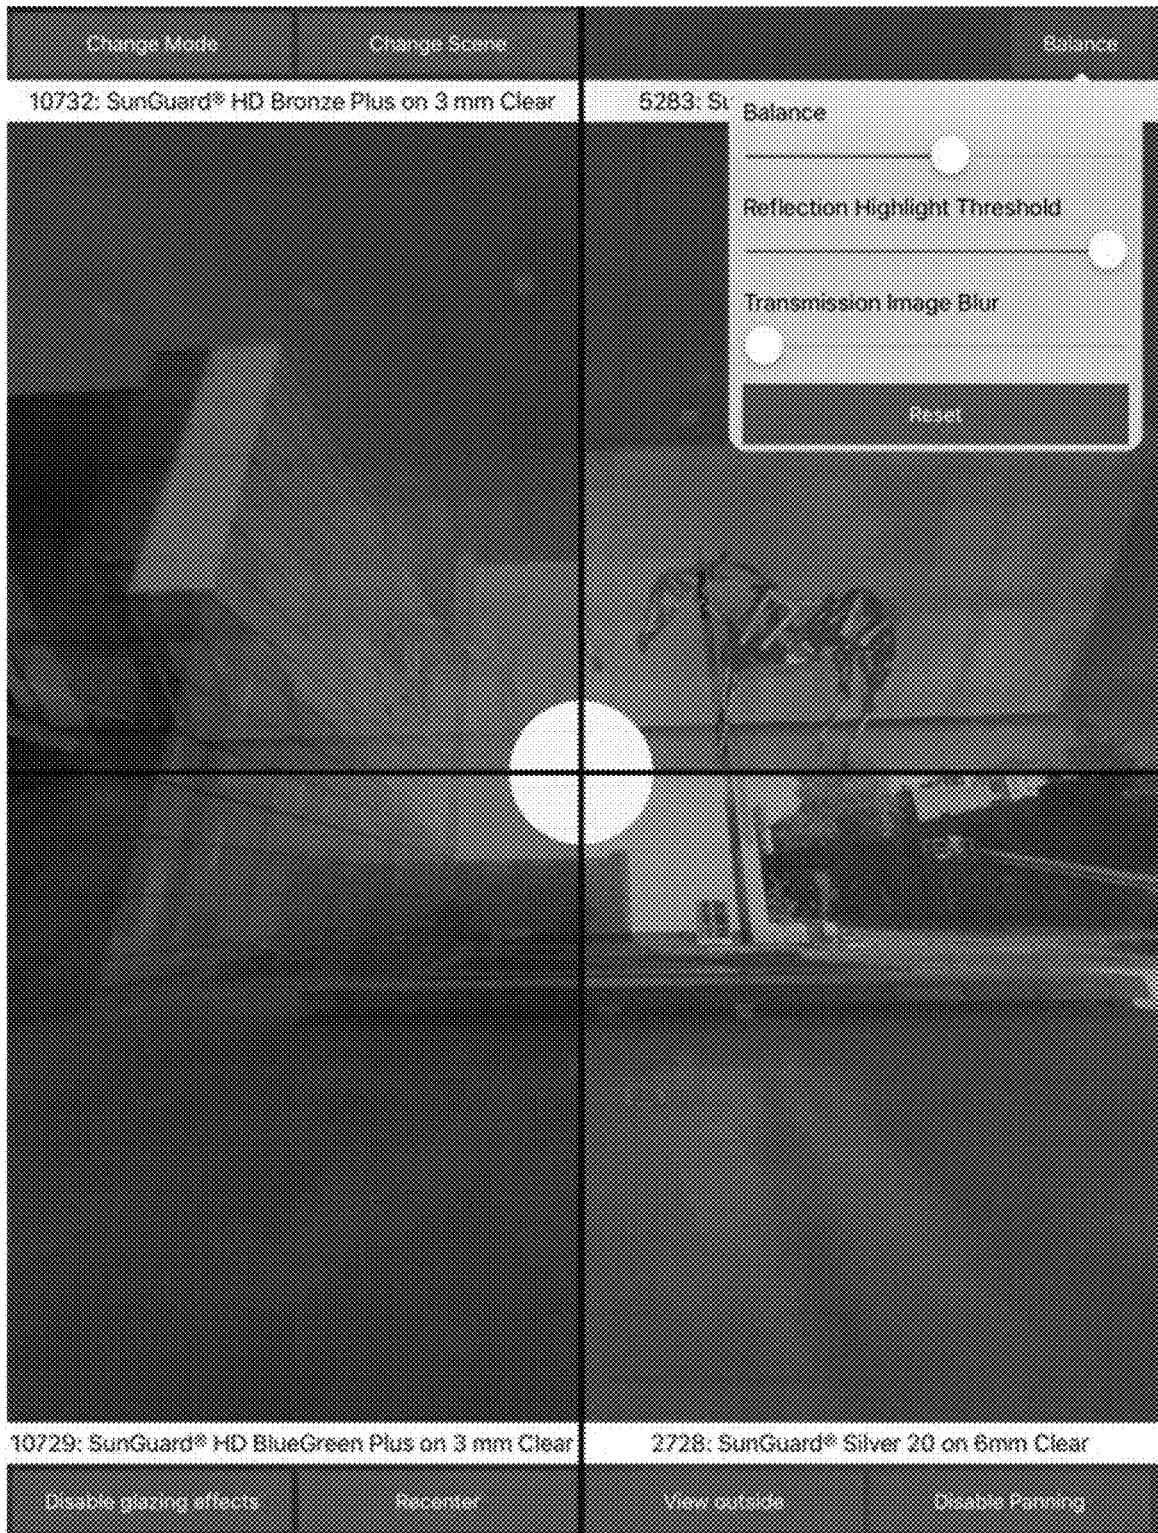 Change Mode
Change Scene
Balance
10732: SunGuard® HD Bronze Plus on 3 mm Clear
5283: Su
Balance
Reflection Highlight Threshold
Transmission Image Blur
Reset
10729: SunGuard® HD BlueGreen Plus on 3 mm Clear
2728: SunGuard® Silver 20 on 6mm Clear
Disable glazing effects
Recenter
View outside
Disable Panning